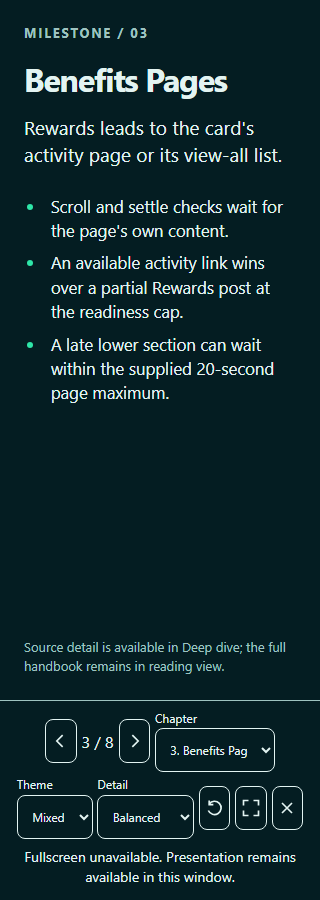 MILESTONE / 03
Benefits Pages
Rewards leads to the card's
activity page or its view-all list.
• Scroll and settle checks wait for
the page's own content.
• An available activity link wins
over a partial Rewards post at
the readiness cap.
• A late lower section can wait
within the supplied 20-second
page maximum.
Source detail is available in Deep dive; the full
handbook remains in reading view.
Chapter
3 / 8
3. Benefits Pag
Theme
Detail
Mixed
Balanced
Fullscreen unavailable. Presentation remains
available in this window.